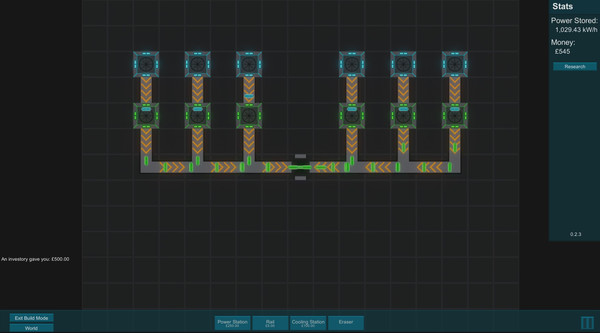 Stats
Power Stored:
1,029.43 kW/h
Money:
£545
Research
0.2.3
An investory gave you: £500.00
Exit Build Mode
World
Power Station
Rail
Cooling Station
Eraser